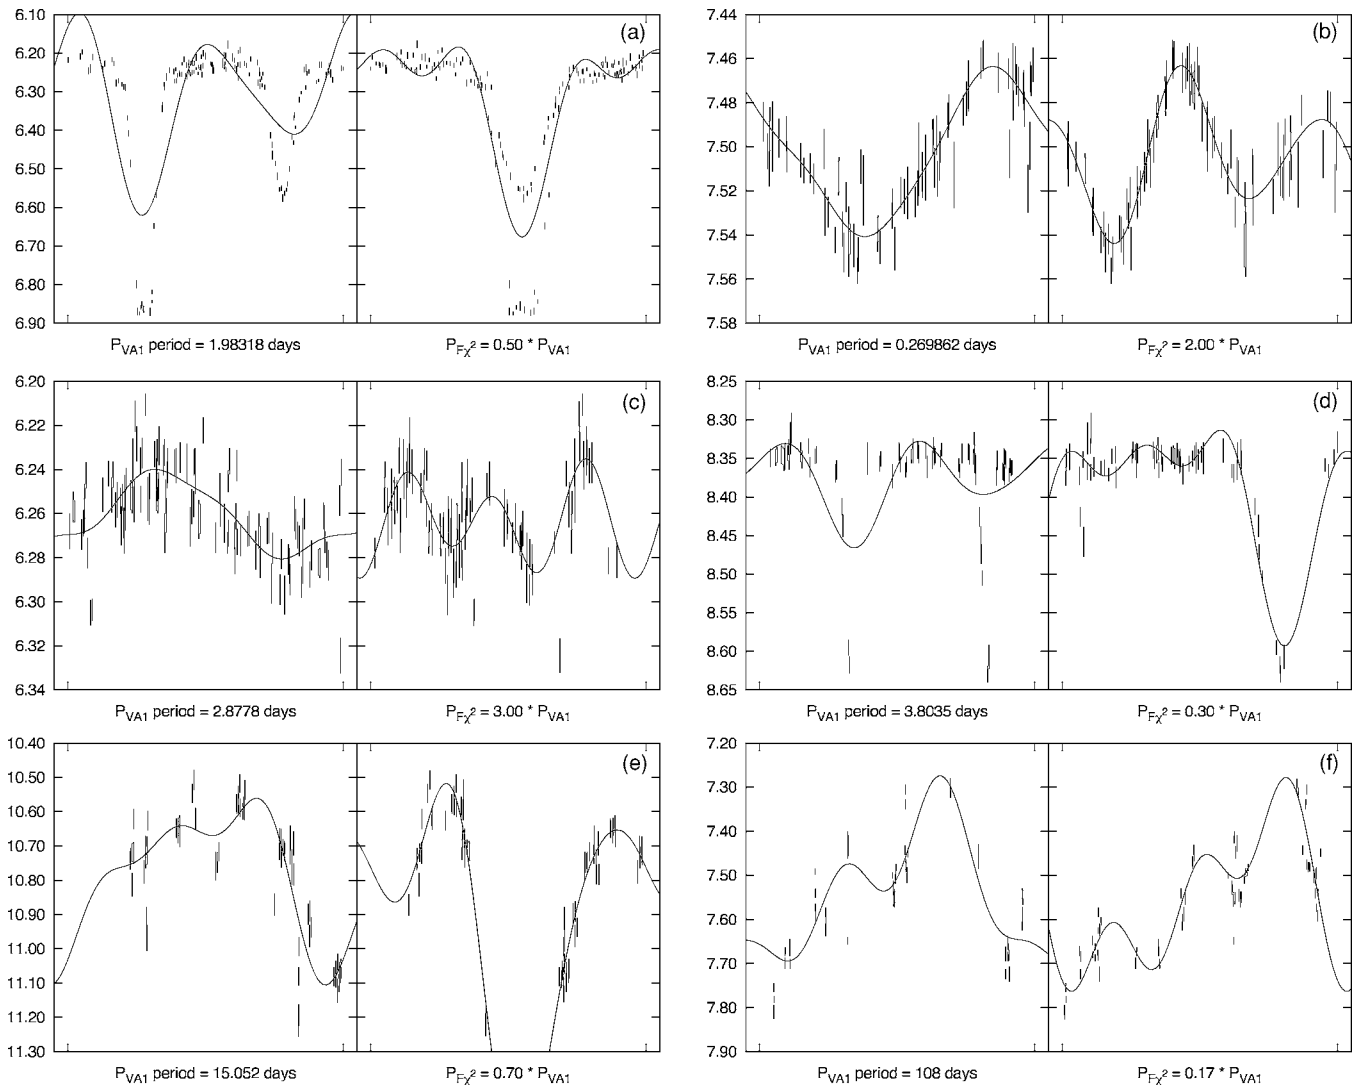 6.10
6.20
6.30
6.40
6.50
6.60
6.70
6.80
6.90
(a)
P_VA1 period = 1.98318 days
P_Fχ² = 0.50 * P_VA1
7.44
7.46
7.48
7.50
7.52
7.54
7.56
7.58
(b)
P_VA1 period = 0.269862 days
P_Fχ² = 2.00 * P_VA1
6.20
6.22
6.24
6.26
6.28
6.30
6.32
6.34
(c)
P_VA1 period = 2.8778 days
P_Fχ² = 3.00 * P_VA1
8.25
8.30
8.35
8.40
8.45
8.50
8.55
8.60
8.65
(d)
P_VA1 period = 3.8035 days
P_Fχ² = 0.30 * P_VA1
10.40
10.50
10.60
10.70
10.80
10.90
11.00
11.10
11.20
11.30
(e)
P_VA1 period = 15.052 days
P_Fχ² = 0.70 * P_VA1
7.20
7.30
7.40
7.50
7.60
7.70
7.80
7.90
(f)
P_VA1 period = 108 days
P_Fχ² = 0.17 * P_VA1